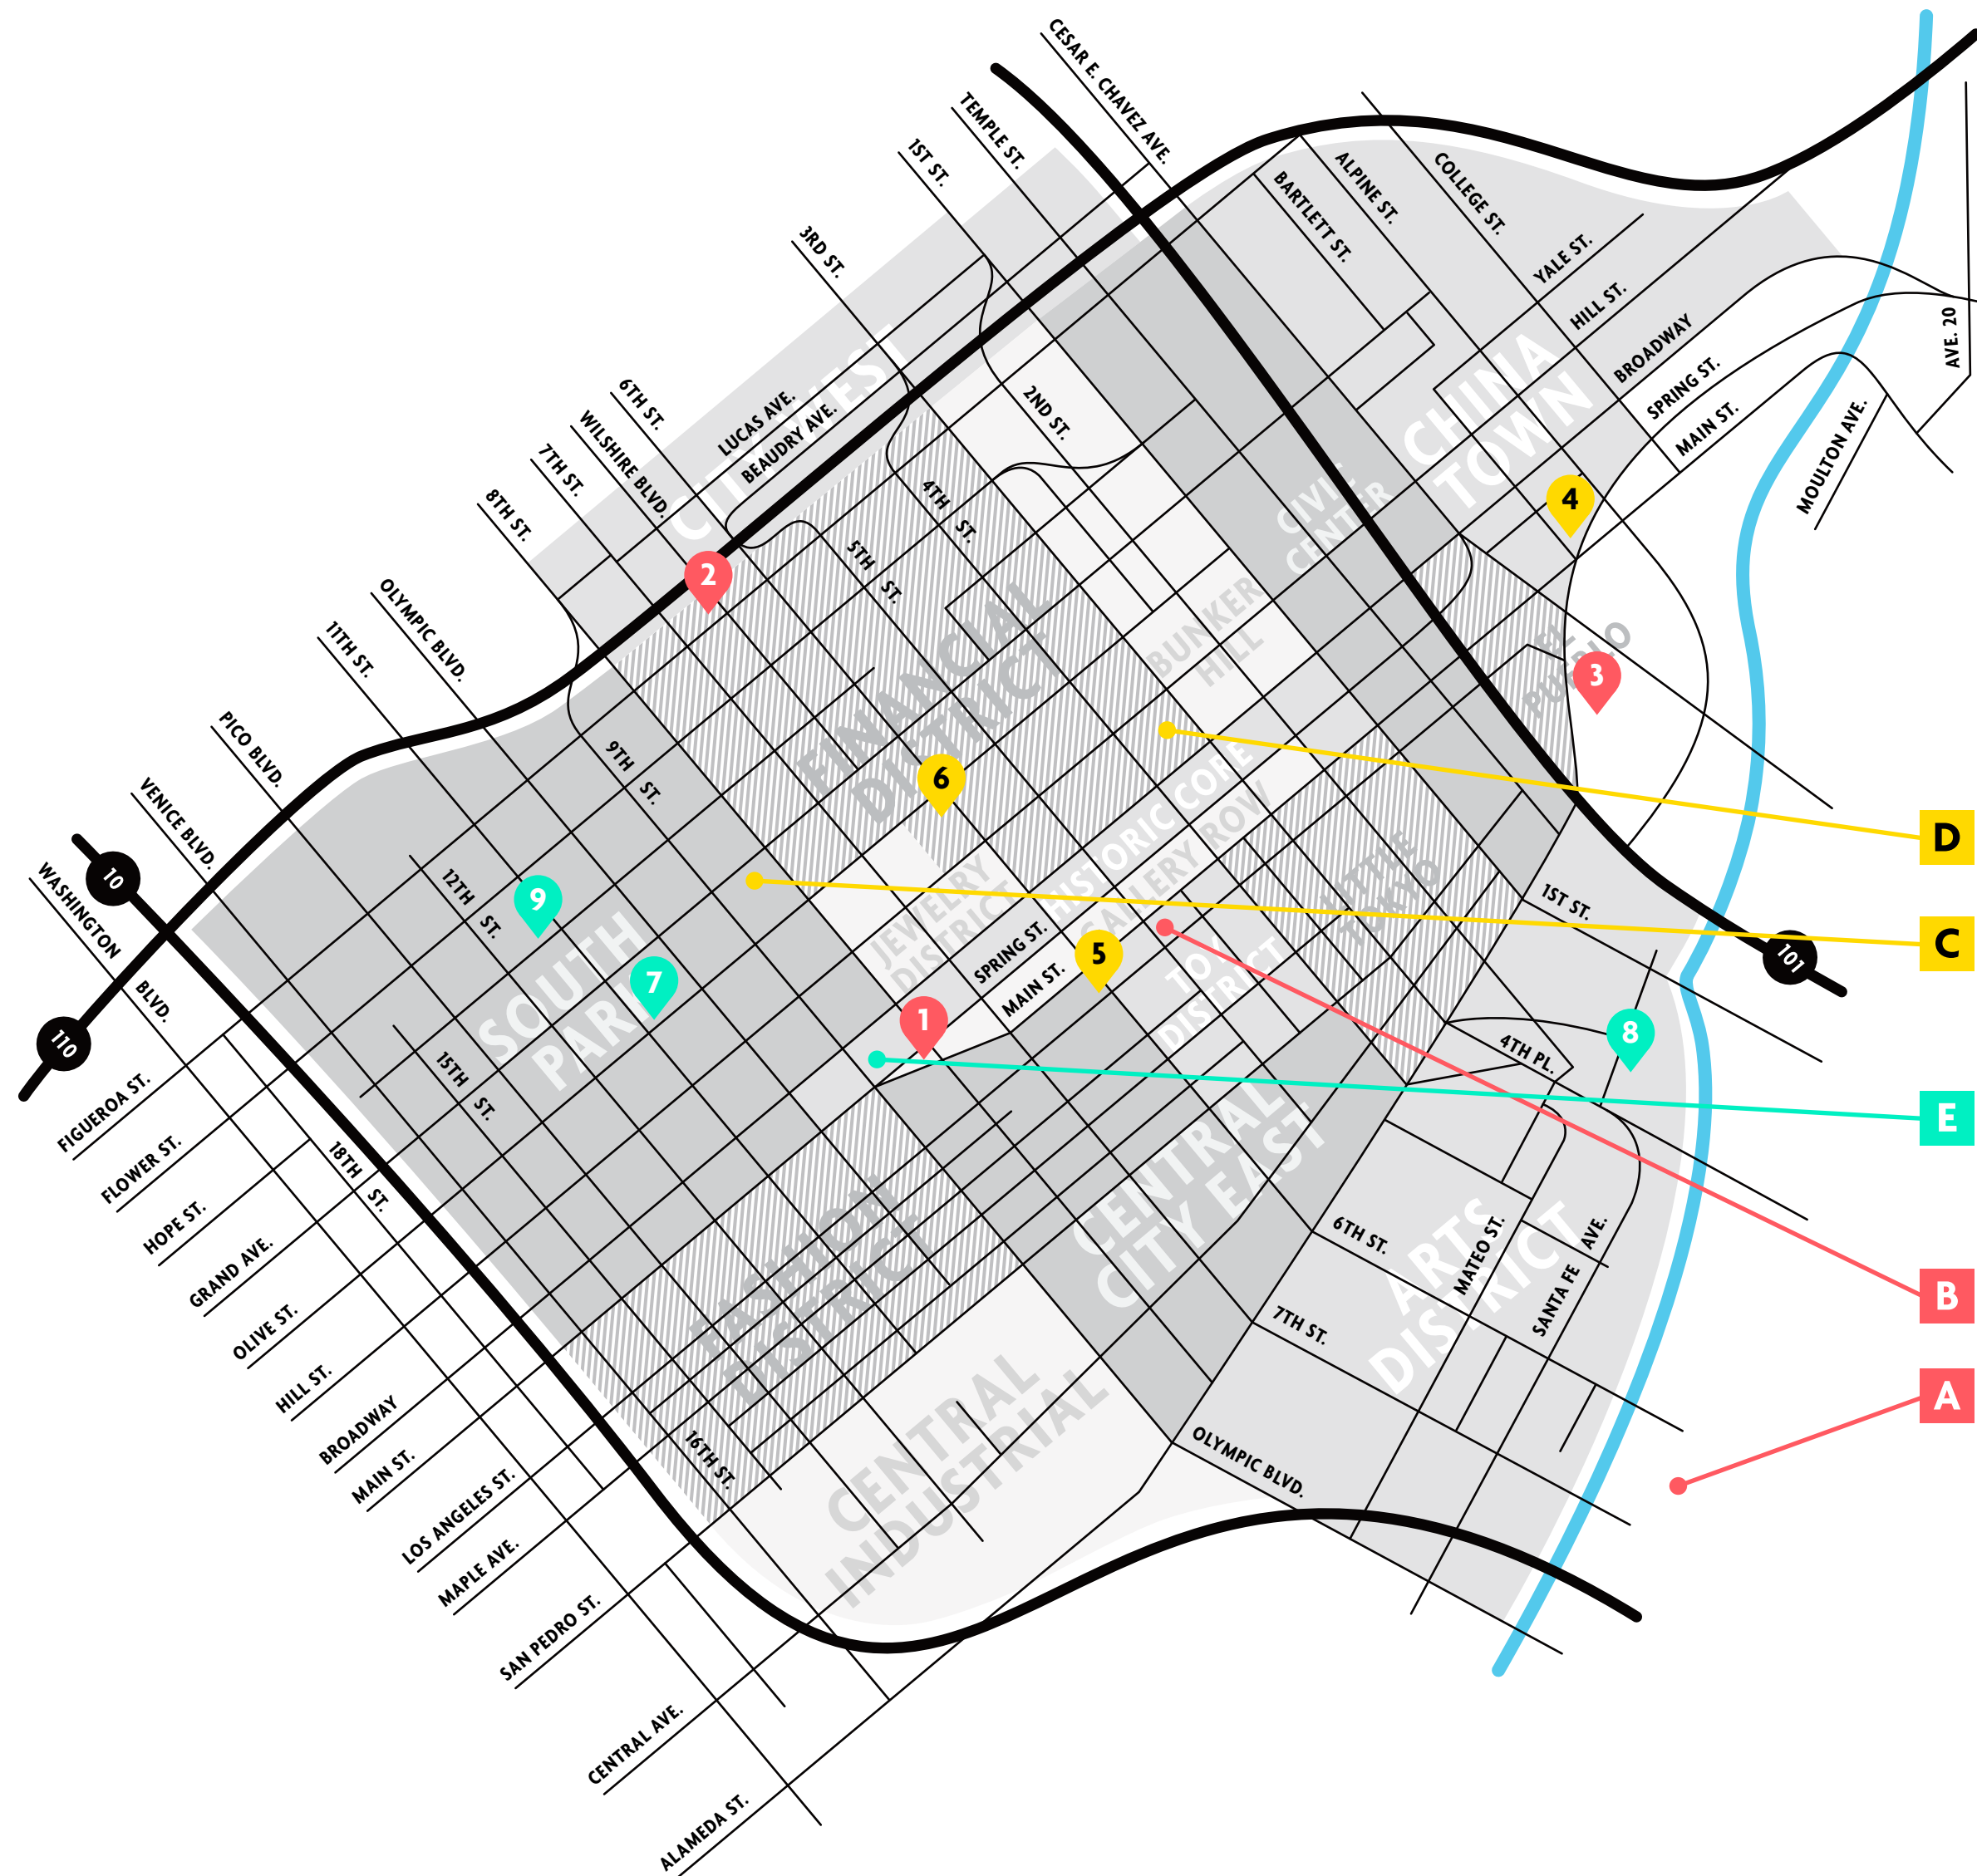 CESAR E. CHAVEZ AVE.
TEMPLE ST.
1ST ST.
3RD ST.
BARTLETT ST.
ALPINE ST.
COLLEGE ST.
YALE ST.
HILL ST.
BROADWAY
SPRING ST.
MAIN ST.
AVE. 20
MOULTON AVE.
CHINA
TOWN
4
CITY WEST
LUCAS AVE.
BEAUDRY AVE.
6TH ST.
WILSHIRE BLVD.
7TH ST.
8TH ST.
2ND ST.
4TH ST.
5TH ST.
CIVIC
CENTER
BUNKER
HILL
EL
PUEBLO
3
2
OLYMPIC BLVD.
11TH ST.
PICO BLVD.
VENICE BLVD.
WASHINGTON BLVD.
10
110
9TH ST.
FINANCIAL
DISTRICT
6
HISTORIC CORE
GALLERY ROW
LITTLE
TOKYO
JEWELRY
DISTRICT
SPRING ST.
MAIN ST.
5
TOY
DISTRICT
1
12TH ST.
9
7
SOUTH
PARK
15TH ST.
18TH ST.
16TH ST.
1ST ST.
101
4TH PL.
8
D
C
E
B
A
FIGUEROA ST.
FLOWER ST.
HOPE ST.
GRAND AVE.
OLIVE ST.
HILL ST.
BROADWAY
MAIN ST.
LOS ANGELES ST.
MAPLE AVE.
SAN PEDRO ST.
CENTRAL AVE.
ALAMEDA ST.
FASHION
DISTRICT
CENTRAL
CITY EAST
CENTRAL
INDUSTRIAL
ARTS
DISTRICT
MATEO ST.
SANTA FE AVE.
6TH ST.
7TH ST.
OLYMPIC BLVD.